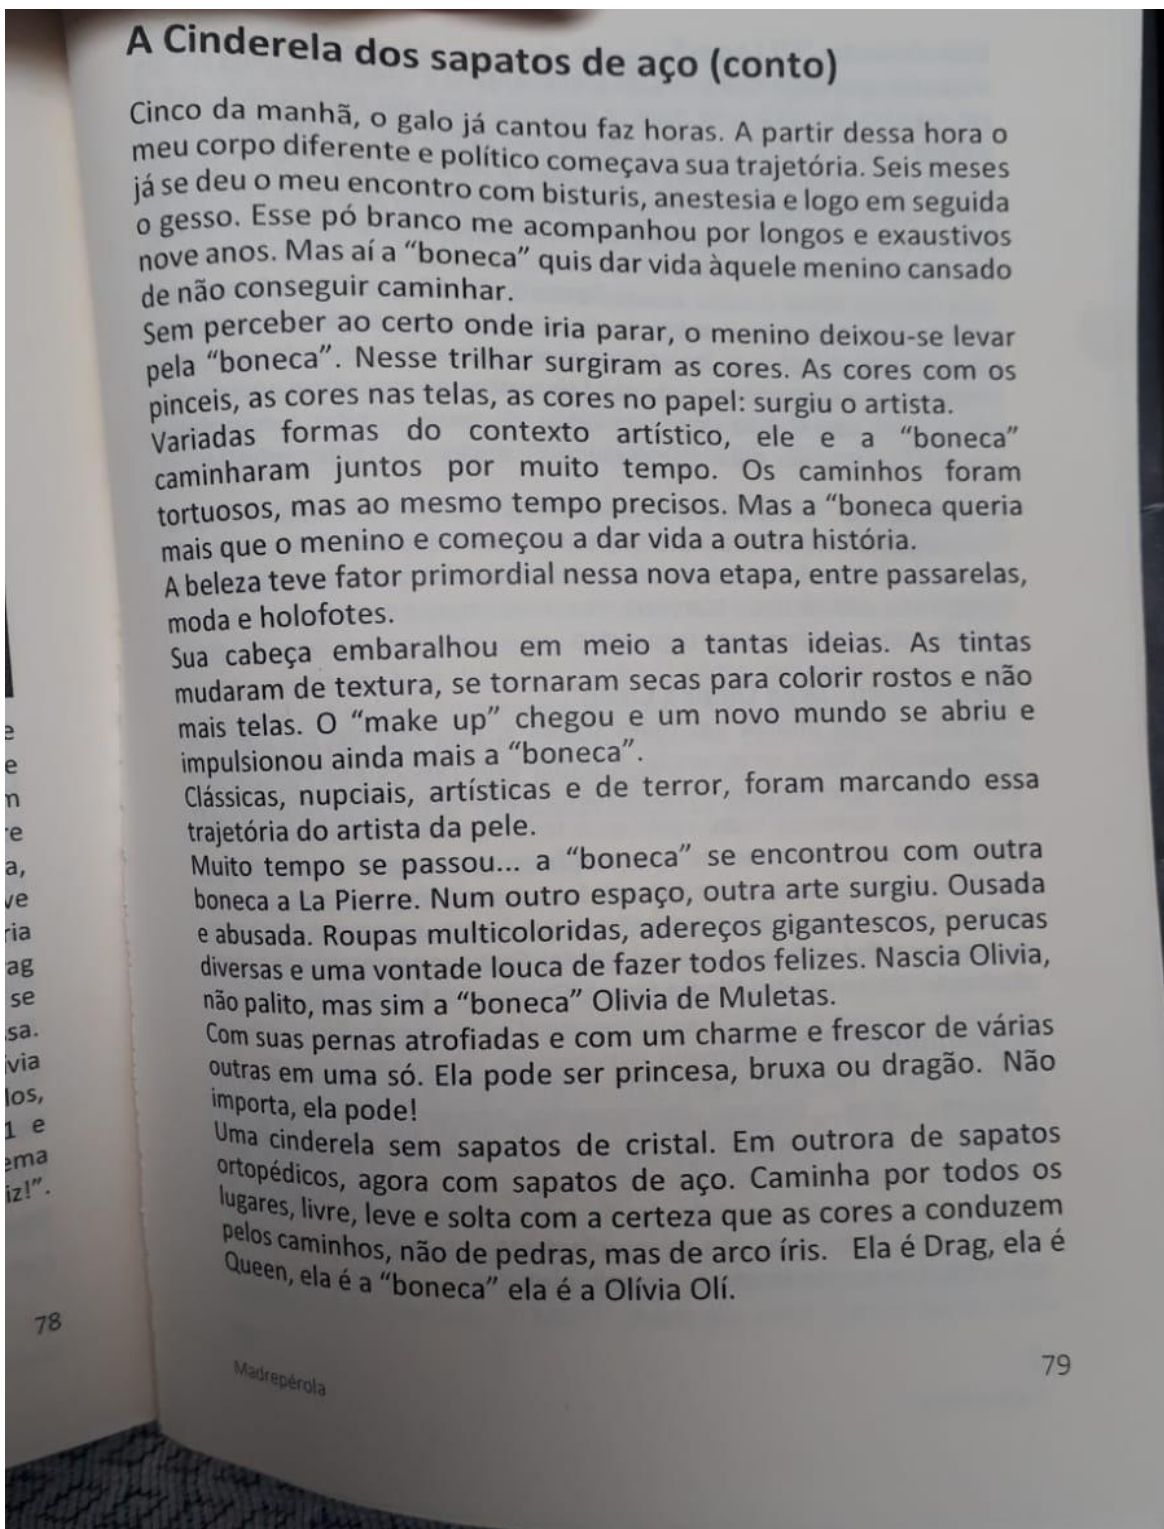 A Cinderela dos sapatos de aço (conto)
Cinco da manhã, o galo já cantou faz horas. A partir dessa hora o
meu corpo diferente e político começava sua trajetória. Seis meses
já se deu o meu encontro com bisturis, anestesia e logo em seguida
o gesso. Esse pó branco me acompanhou por longos e exaustivos
nove anos. Mas aí a “boneca” quis dar vida àquele menino cansado
de não conseguir caminhar.
Sem perceber ao certo onde iria parar, o menino deixou-se levar
pela “boneca”. Nesse trilhar surgiram as cores. As cores com os
pinceis, as cores nas telas, as cores no papel: surgiu o artista.
Variadas formas do contexto artístico, ele e a “boneca”
caminharam juntos por muito tempo. Os caminhos foram
tortuosos, mas ao mesmo tempo precisos. Mas a “boneca queria
mais que o menino e começou a dar vida a outra história.
A beleza teve fator primordial nessa nova etapa, entre passarelas,
moda e holofotes.
Sua cabeça embaralhou em meio a tantas ideias. As tintas
mudaram de textura, se tornaram secas para colorir rostos e não
mais telas. O “make up” chegou e um novo mundo se abriu e
impulsionou ainda mais a “boneca”.
Clássicas, nupciais, artísticas e de terror, foram marcando essa
trajetória do artista da pele.
Muito tempo se passou... a “boneca” se encontrou com outra
boneca a La Pierre. Num outro espaço, outra arte surgiu. Ousada
e abusada. Roupas multicoloridas, adereços gigantescos, perucas
diversas e uma vontade louca de fazer todos felizes. Nascia Olivia,
não palito, mas sim a “boneca” Olivia de Muletas.
Com suas pernas atrofiadas e com um charme e frescor de várias
outras em uma só. Ela pode ser princesa, bruxa ou dragão. Não
importa, ela pode!
Uma cinderela sem sapatos de cristal. Em outrora de sapatos
ortopédicos, agora com sapatos de aço. Caminha por todos os
lugares, livre, leve e solta com a certeza que as cores a conduzem
pelos caminhos, não de pedras, mas de arco íris. Ela é Drag, ela é
Queen, ela é a “boneca” ela é a Olívia Olí.
Madrepérola
79
78